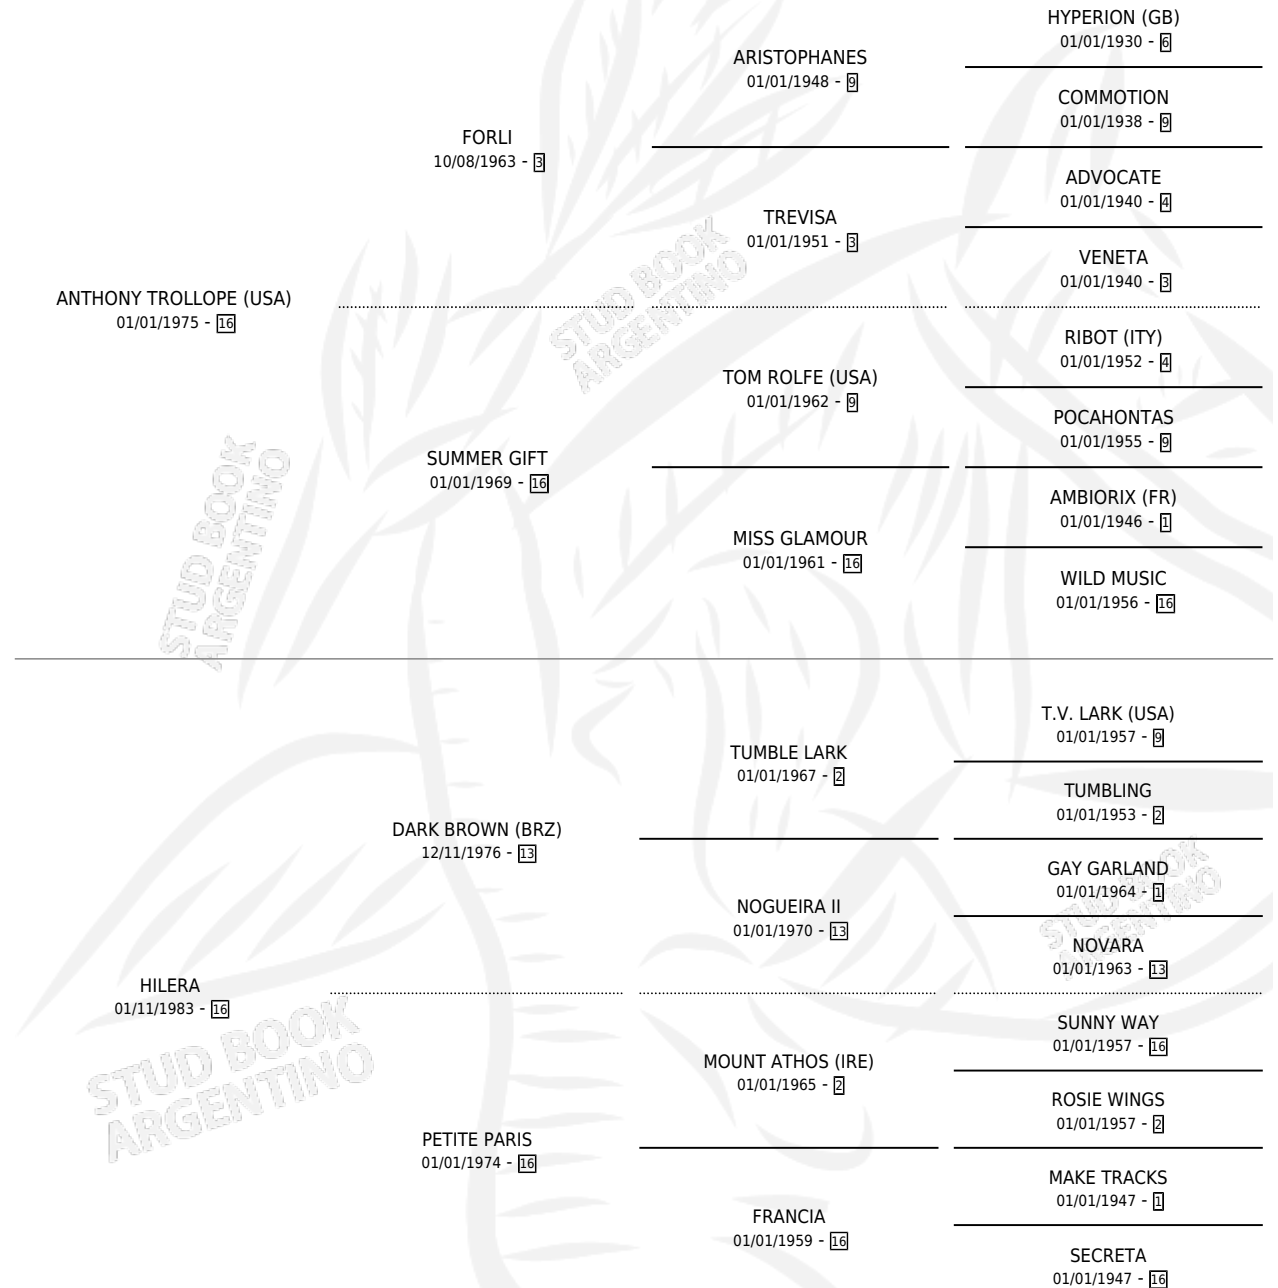 HYPERION (GB)
01/01/1930 - 6
ARISTOPHANES
01/01/1948 - 9
COMMOTION
01/01/1938 - 9
FORLI
10/08/1963 - 3
ADVOCATE
01/01/1940 - 4
TREVISA
01/01/1951 - 3
VENETA
01/01/1940 - 3
ANTHONY TROLLOPE (USA)
01/01/1975 - 16
RIBOT (ITY)
01/01/1952 - 4
TOM ROLFE (USA)
01/01/1962 - 9
POCAHONTAS
01/01/1955 - 9
SUMMER GIFT
01/01/1969 - 16
AMBIORIX (FR)
01/01/1946 - 1
MISS GLAMOUR
01/01/1961 - 16
WILD MUSIC
01/01/1956 - 16
T.V. LARK (USA)
01/01/1957 - 9
TUMBLE LARK
01/01/1967 - 2
TUMBLING
01/01/1953 - 2
DARK BROWN (BRZ)
12/11/1976 - 13
GAY GARLAND
01/01/1964 - 1
NOGUEIRA II
01/01/1970 - 13
NOVARA
01/01/1963 - 13
HILERA
01/11/1983 - 16
SUNNY WAY
01/01/1957 - 16
MOUNT ATHOS (IRE)
01/01/1965 - 2
ROSIE WINGS
01/01/1957 - 2
PETITE PARIS
01/01/1974 - 16
MAKE TRACKS
01/01/1947 - 1
FRANCIA
01/01/1959 - 16
SECRETA
01/01/1947 - 16
STUD BOOK
ARGENTINO
STUD BOOK
ARGENTINO
STUD BOOK
ARGENTINO
STUD BOOK
ARGENTINO